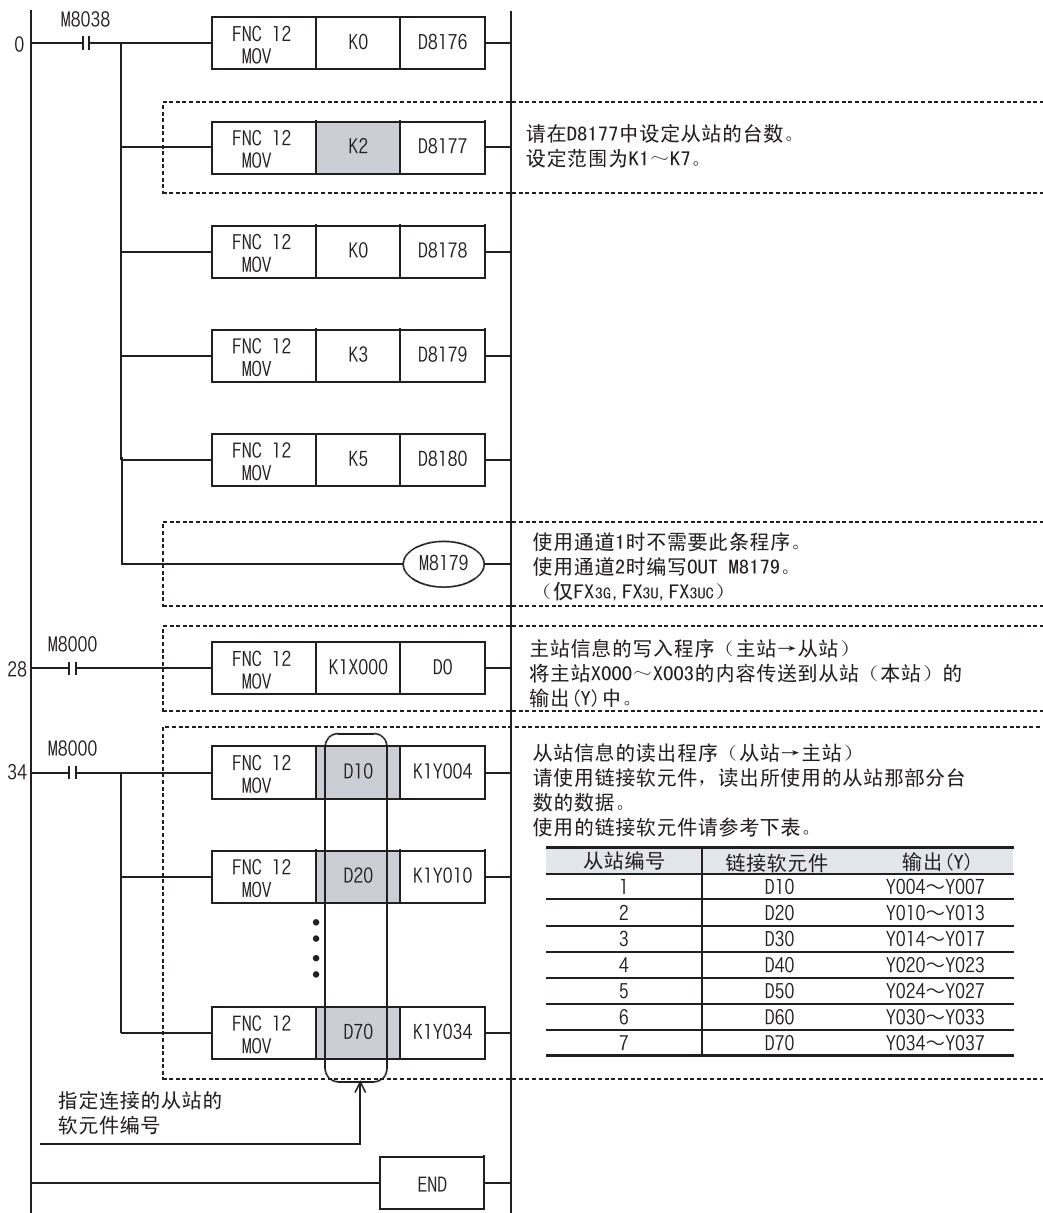 M8038
0
FNC 12
MOV
K0
D8176
FNC 12
MOV
K2
D8177
请在D8177中设定从站的台数。
设定范围为K1～K7。
FNC 12
MOV
K0
D8178
FNC 12
MOV
K3
D8179
FNC 12
MOV
K5
D8180
M8179
使用通道1时不需要此条程序。
使用通道2时编写OUT M8179。
（仅FX3G, FX3U, FX3UC）
M8000
28
FNC 12
MOV
K1X000
D0
主站信息的写入程序（主站→从站）
将主站X000～X003的内容传送到从站（本站）的
输出(Y)中。
M8000
34
FNC 12
MOV
D10
K1Y004
从站信息的读出程序（从站→主站）
请使用链接软元件，读出所使用的从站那部分台
数的数据。
使用的链接软元件请参考下表。
FNC 12
MOV
D20
K1Y010
FNC 12
MOV
D70
K1Y034
从站编号 链接软元件 输出(Y)
1 D10 Y004～Y007
2 D20 Y010～Y013
3 D30 Y014～Y017
4 D40 Y020～Y023
5 D50 Y024～Y027
6 D60 Y030～Y033
7 D70 Y034～Y037
指定连接的从站的
软元件编号
END